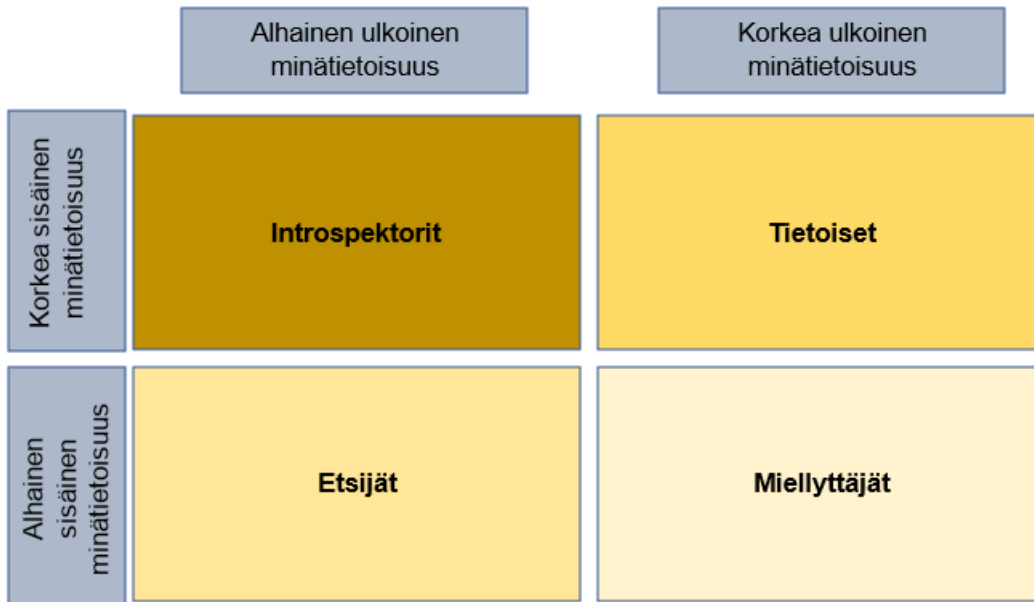 Alhainen ulkoinen
minätietoisuus
Korkea ulkoinen
minätietoisuus
Korkea sisäinen
minätietoisuus
Introspektorit
Tietoiset
Alhainen
sisäinen
minätietoisuus
Etsijät
Miellyttäjät